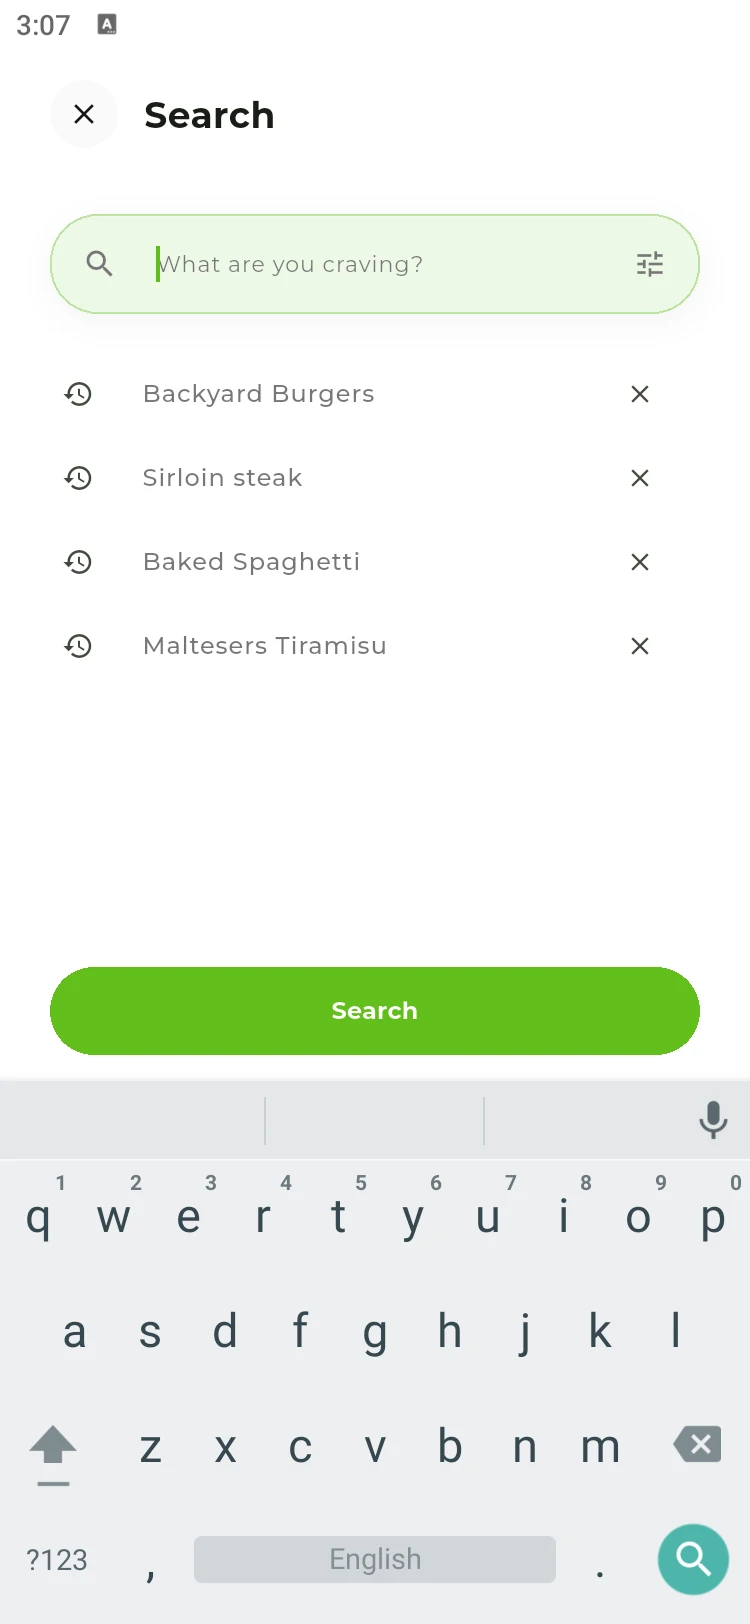 3:07
Search
What are you craving?
Backyard Burgers
Sirloin steak
Baked Spaghetti
Maltesers Tiramisu
Search
1 2 3 4 5 6 7 8 9 0
q w e r t y u i o p
a s d f g h j k l
z x c v b n m
?123 , English .